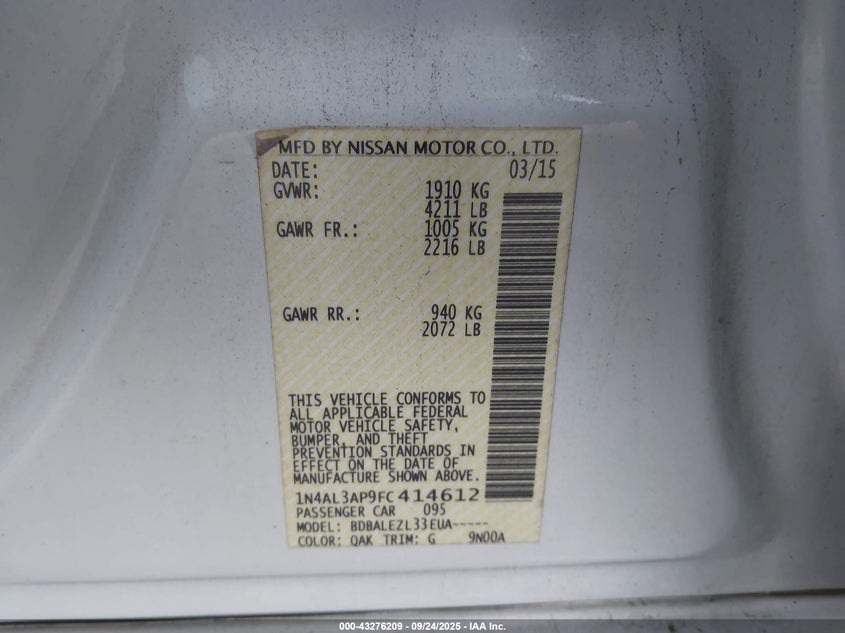 MFD BY NISSAN MOTOR CO., LTD.
DATE: 03/15
GVWR: 1910 KG
4211 LB
GAWR FR.: 1005 KG
2216 LB
GAWR RR.: 940 KG
2072 LB
THIS VEHICLE CONFORMS TO
ALL APPLICABLE FEDERAL
MOTOR VEHICLE SAFETY,
BUMPER, AND THEFT
PREVENTION STANDARDS IN
EFFECT ON THE DATE OF
MANUFACTURE SHOWN ABOVE.
1N4AL3AP9FC414612
PASSENGER CAR 095
MODEL: BDBALEZL33EUA-----
COLOR: QAK TRIM: G 9N00A
000-43276209 - 09/24/2025 - IAA Inc.